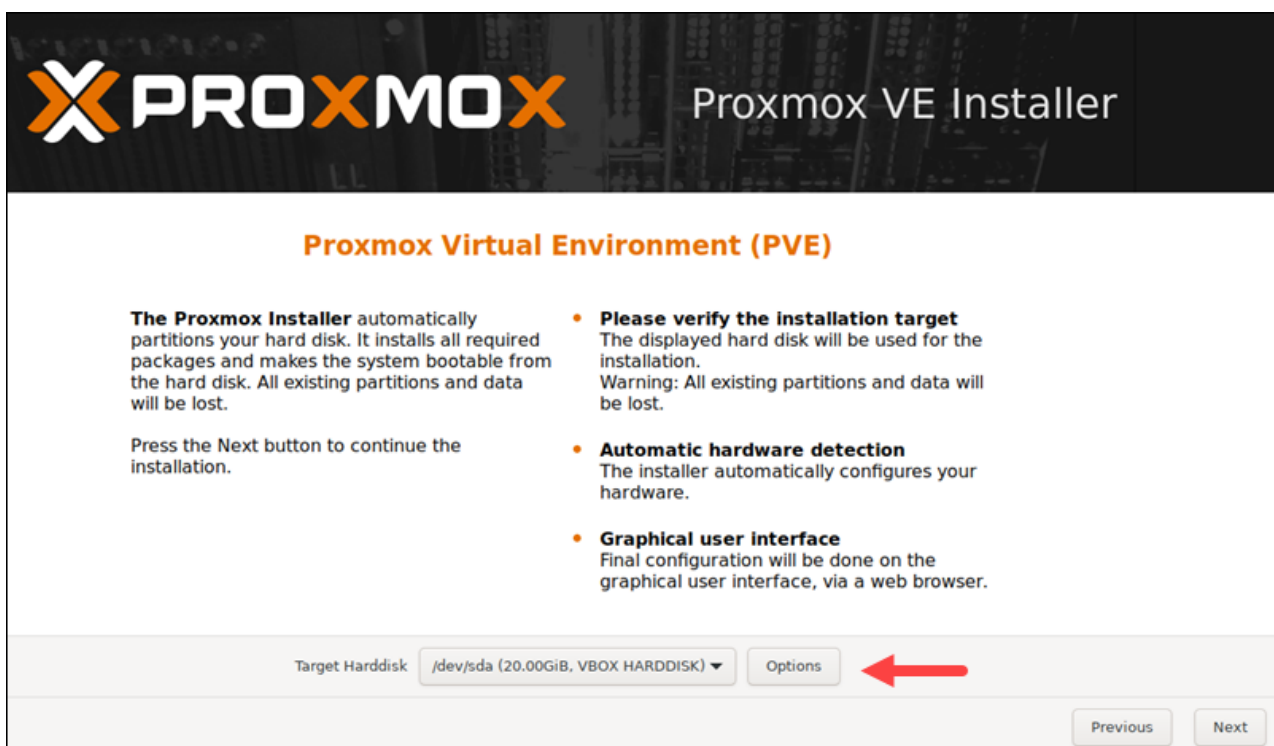 PROXMOX
Proxmox VE Installer
Proxmox Virtual Environment (PVE)
The Proxmox Installer automatically
partitions your hard disk. It installs all required
packages and makes the system bootable from
the hard disk. All existing partitions and data
will be lost.
Press the Next button to continue the
installation.
Please verify the installation target
The displayed hard disk will be used for the
installation.
Warning: All existing partitions and data will
be lost.
Automatic hardware detection
The installer automatically configures your
hardware.
Graphical user interface
Final configuration will be done on the
graphical user interface, via a web browser.
Target Harddisk /dev/sda (20.00GiB, VBOX HARDDISK) Options
Previous Next